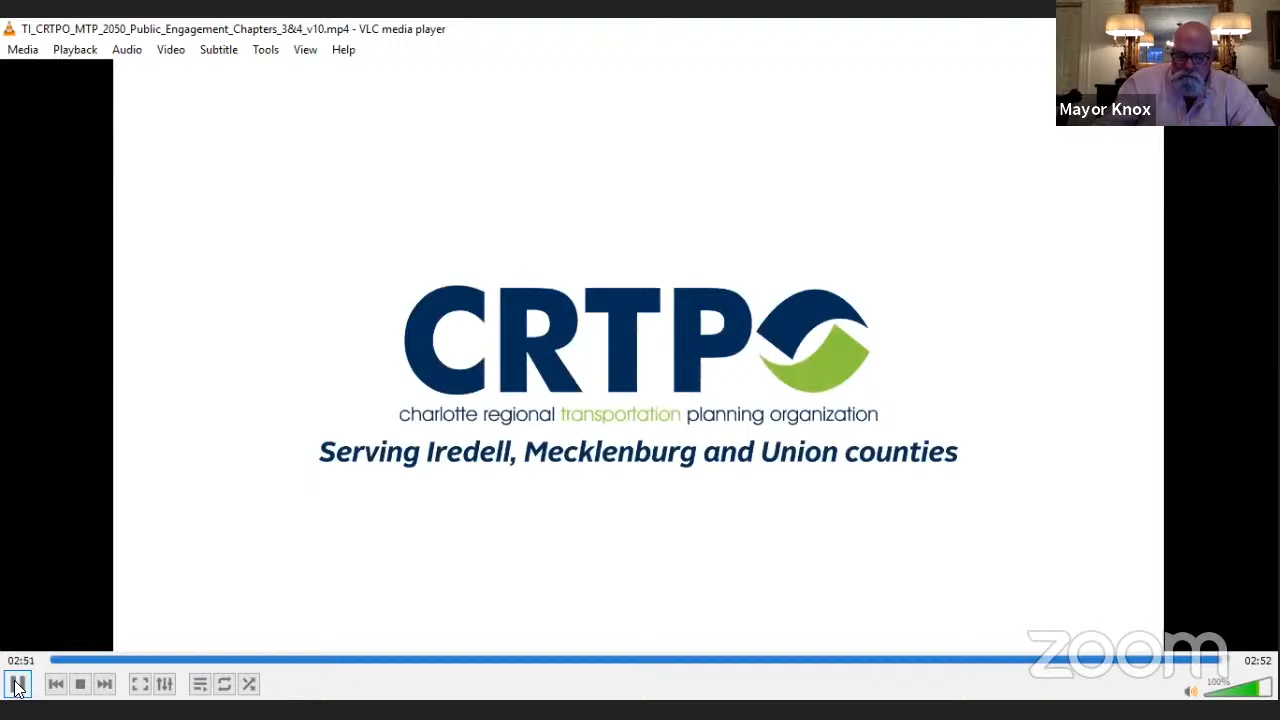 TI_CRTPO_MTP_2050_Public_Engagement_Chapters_3&4_v10.mp4 - VLC media player
Media Playback Audio Video Subtitle Tools View Help
Mayor Knox
CRTPO
charlotte regional transportation planning organization
Serving Iredell, Mecklenburg and Union counties
zoom
02:51
02:52
100%